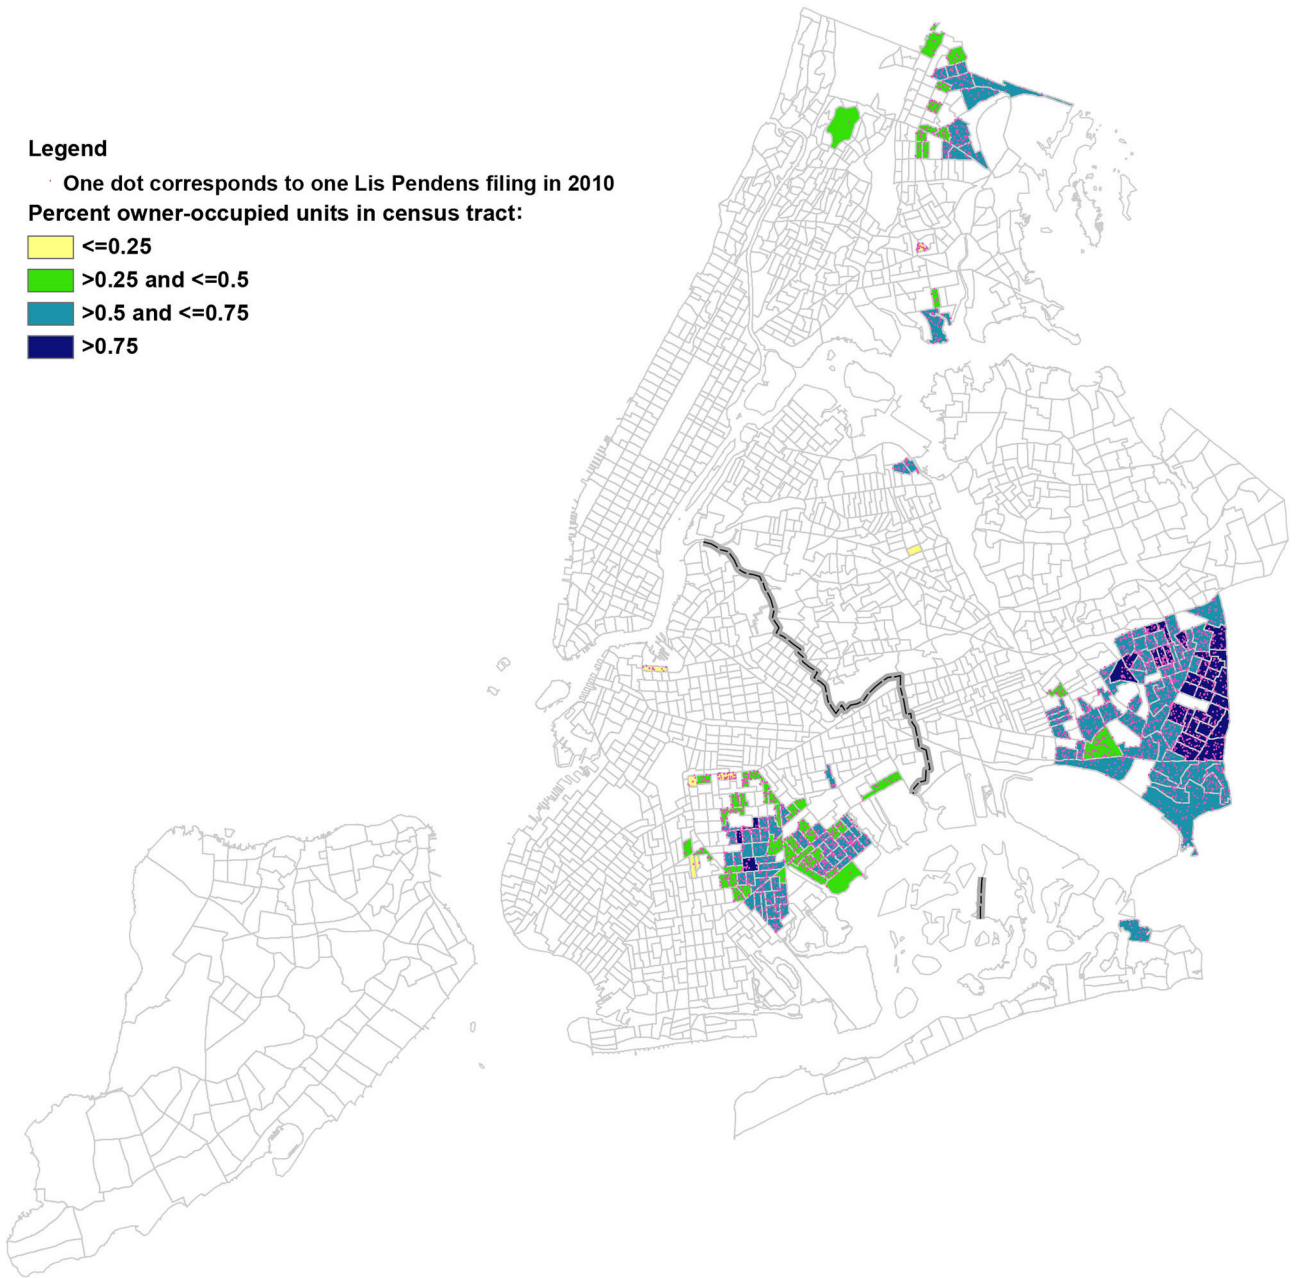 Legend
One dot corresponds to one Lis Pendens filing in 2010
Percent owner-occupied units in census tract:
<=0.25
>0.25 and <=0.5
>0.5 and <=0.75
>0.75